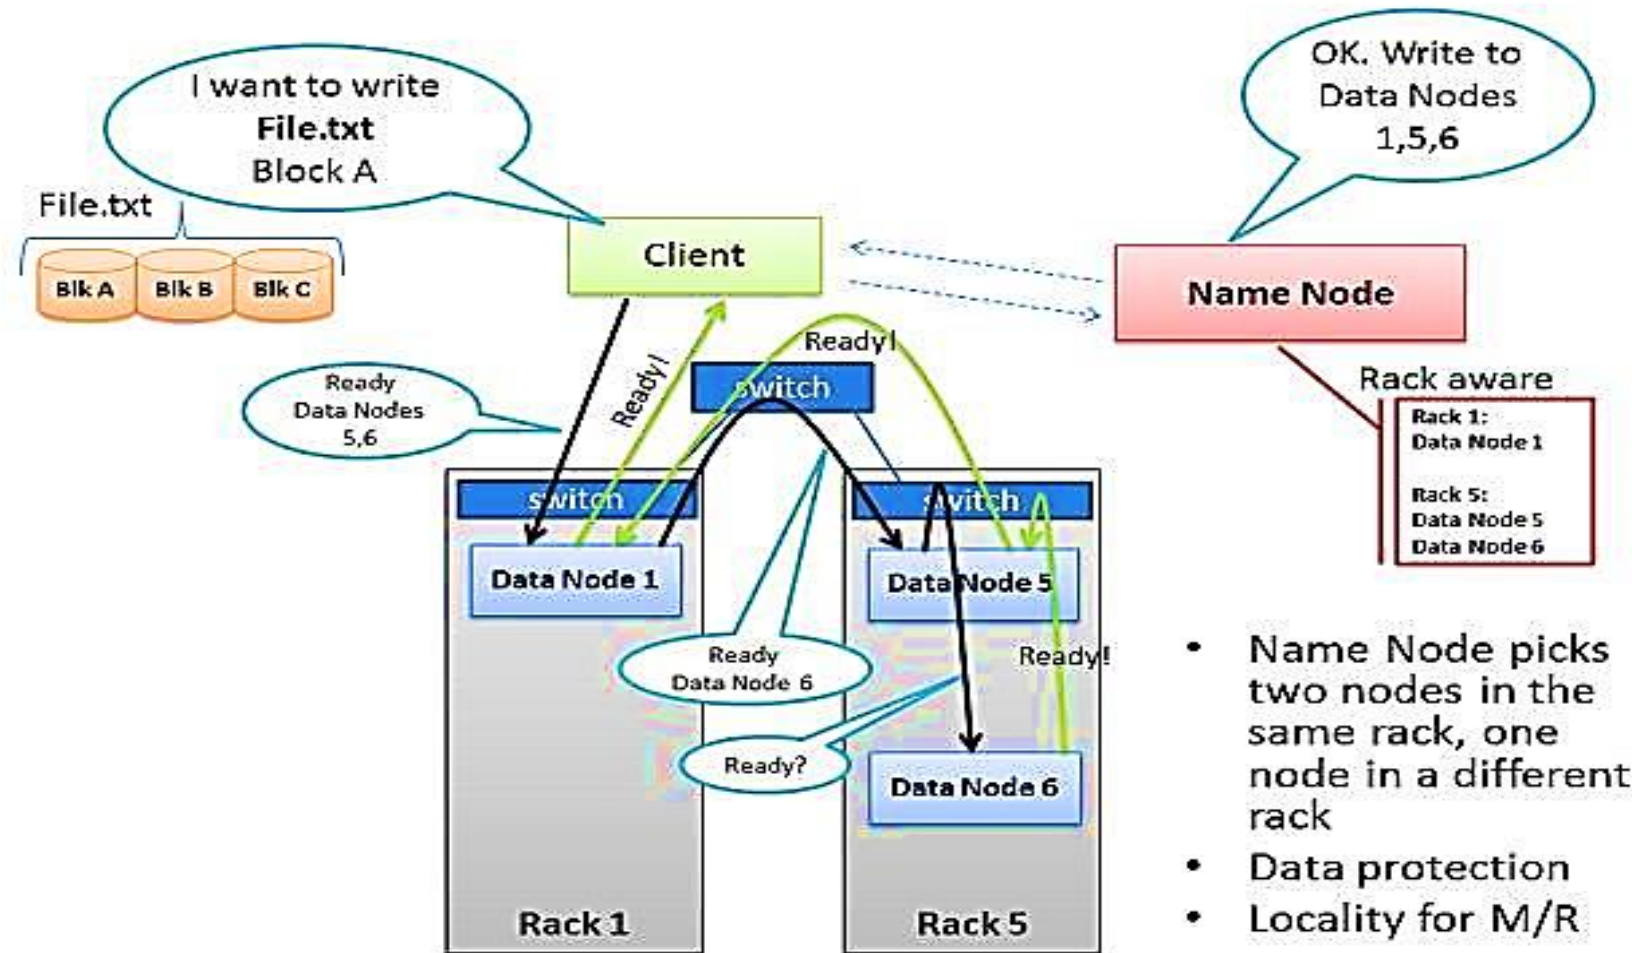 I want to write
File.txt
Block A
OK. Write to
Data Nodes
1,5,6
File.txt
Blk A
Blk B
Blk C
Client
Name Node
Ready
Data Nodes
5,6
Ready!
Ready!
switch
Rack aware
Rack 1:
Data Node 1
Rack 5:
Data Node 5
Data Node 6
switch
switch
Data Node 1
Data Node 5
Ready
Data Node 6
Ready!
Ready?
Data Node 6
Rack 1
Rack 5
• Name Node picks
two nodes in the
same rack, one
node in a different
rack
• Data protection
• Locality for M/R